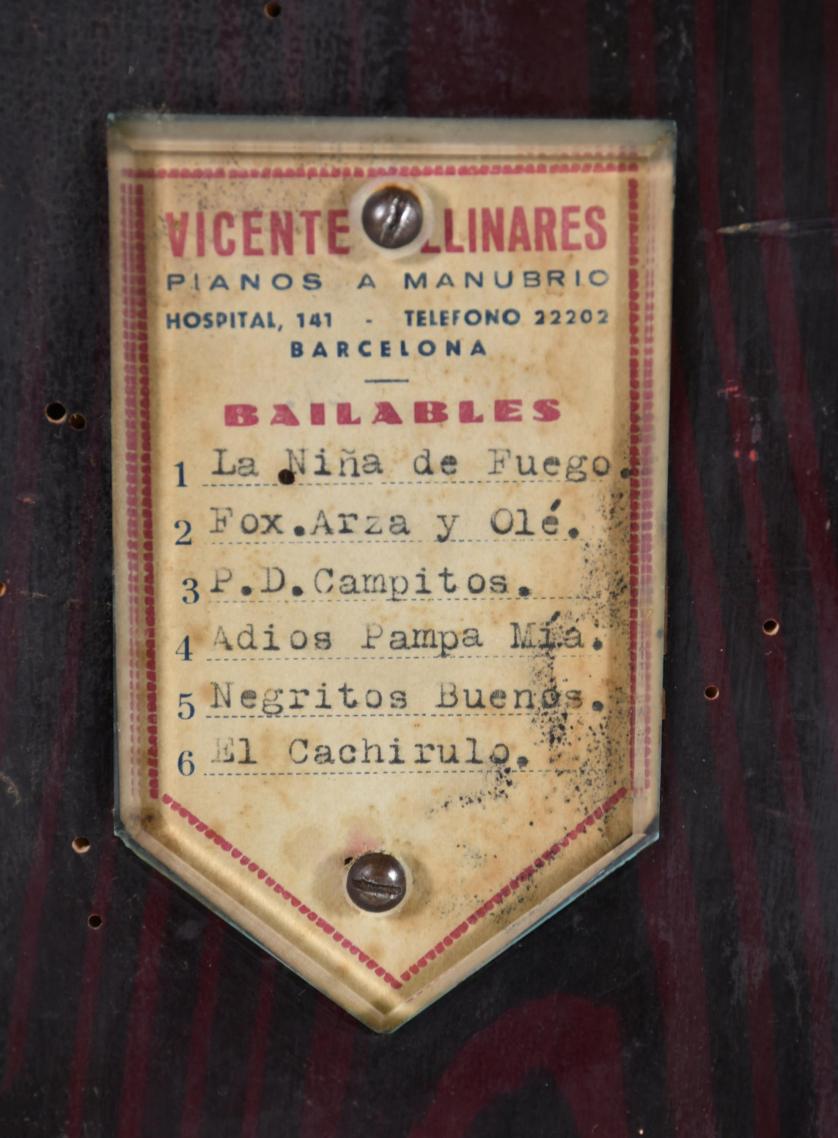 VICENTE LLINARES
PIANOS A MANUBRIO
HOSPITAL, 141 - TELEFONO 22202
BARCELONA
BAILABLES
1 La Niña de Fuego.
2 Fox.Arza y Olé.
3 P.D.Campitos.
4 Adios Pampa Mía.
5 Negritos Buenos.
6 El Cachirulo.